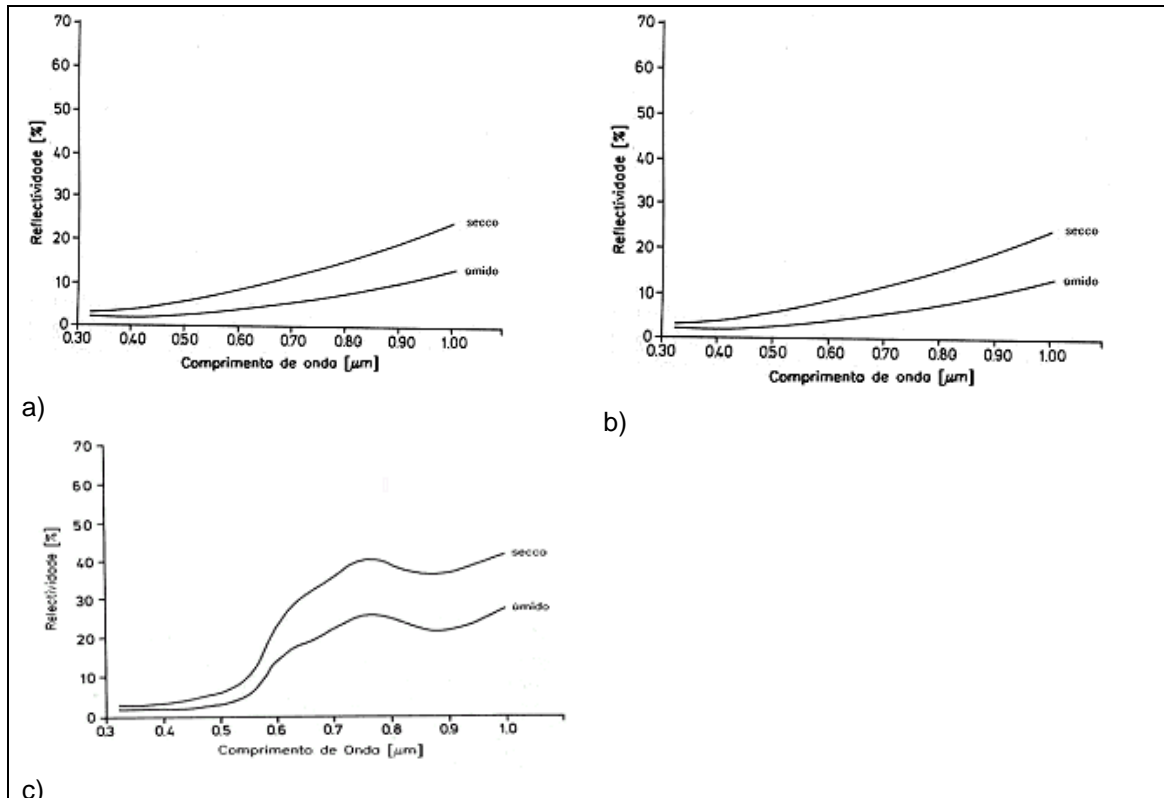 70
60
50
40
30
20
10
0
Reflectividade [%]
secco
úmido
0.30 0.40 0.50 0.60 0.70 0.80 0.90 1.00
Comprimento de onda [µm]
a)
70
60
50
40
30
20
10
0
Reflectividade [%]
secco
úmido
0.30 0.40 0.50 0.60 0.70 0.80 0.90 1.00
Comprimento de onda [µm]
b)
70
60
50
40
30
20
10
0
Relectividade [%]
secco
úmido
0.3 0.4 0.5 0.6 0.7 0.8 0.9 1.0
Comprimento de Onda [µm]
c)